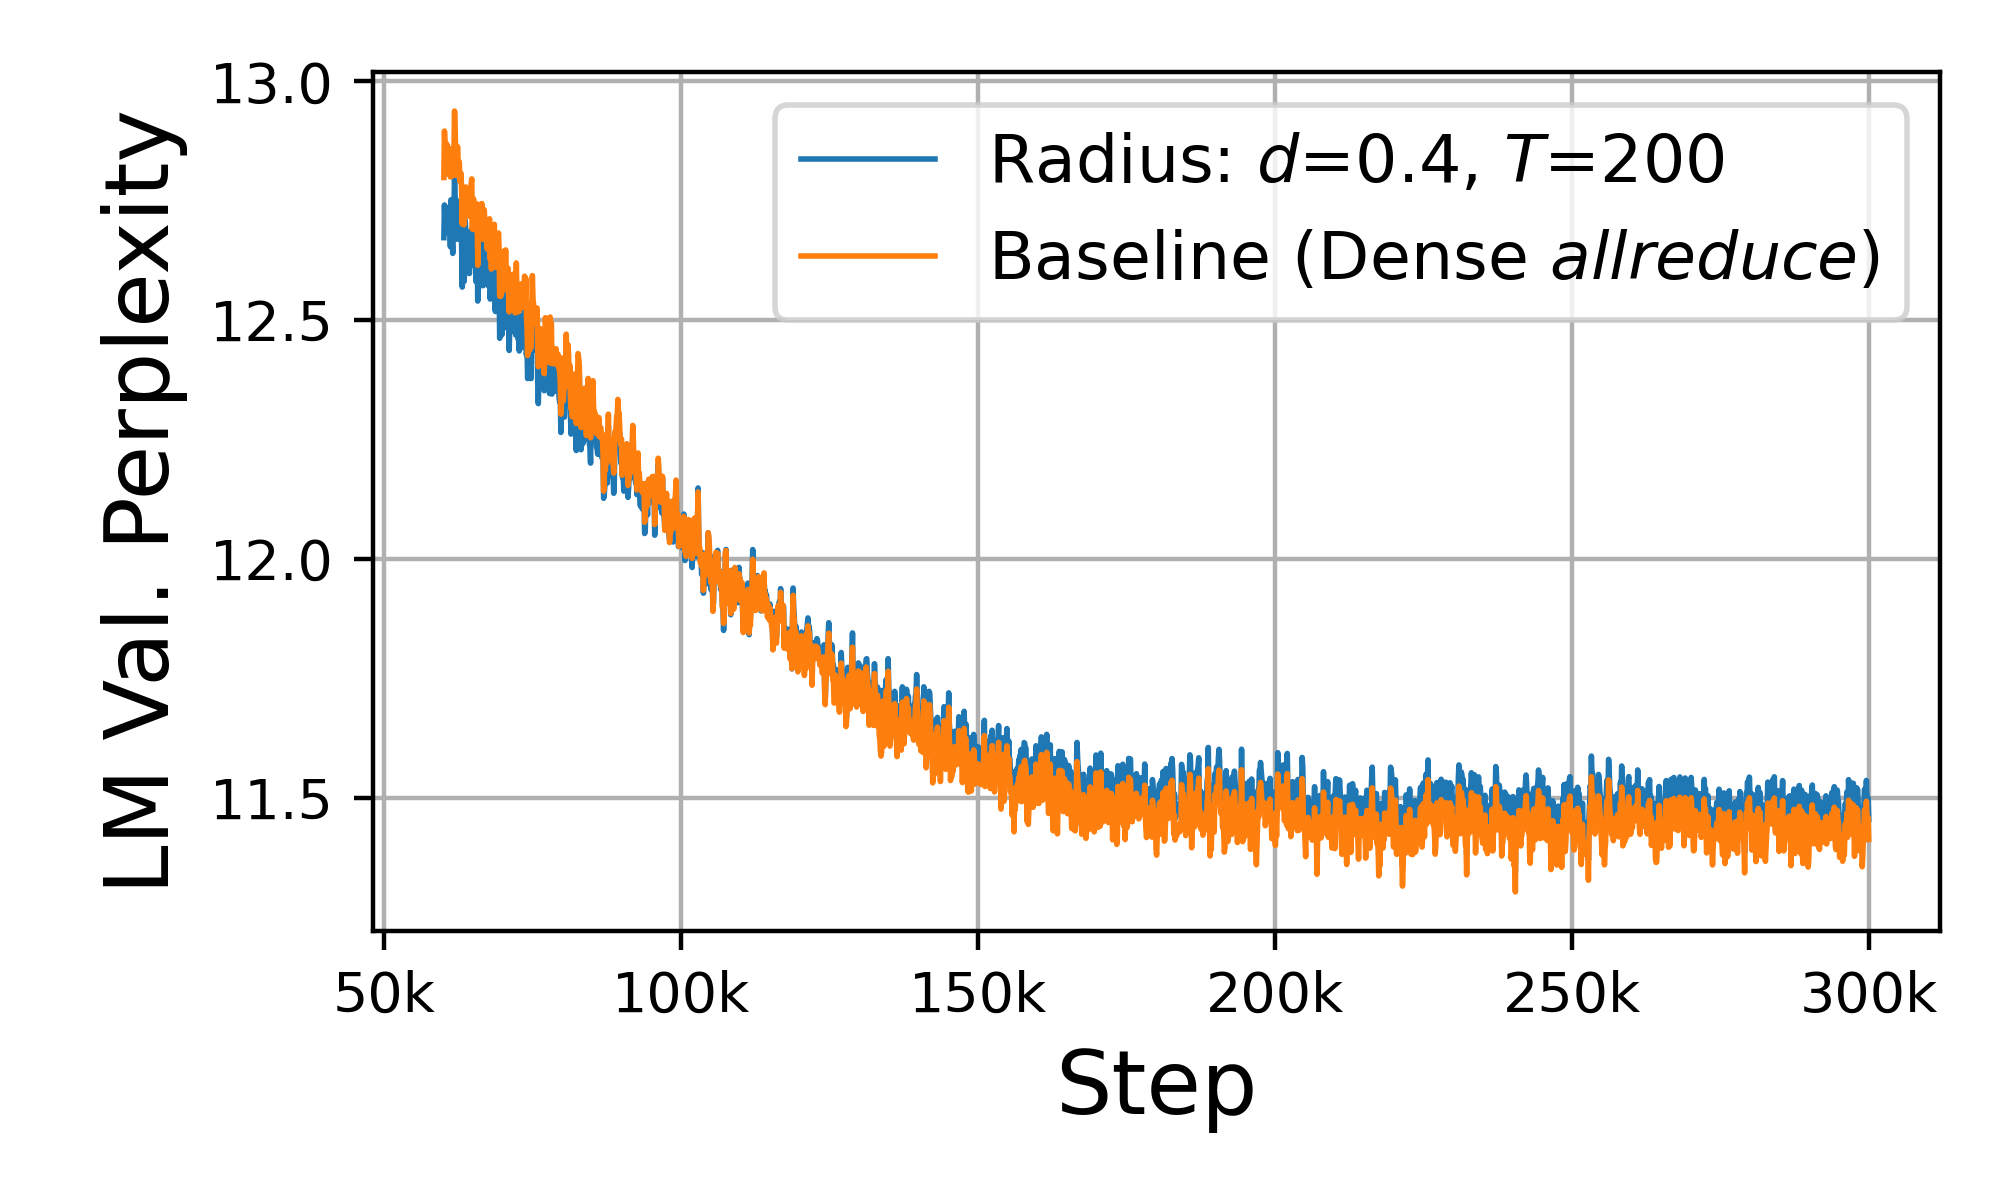 LM Val. Perplexity
13.0
12.5
12.0
11.5
Radius: d=0.4, T=200
Baseline (Dense allreduce)
50k 100k 150k 200k 250k 300k
Step